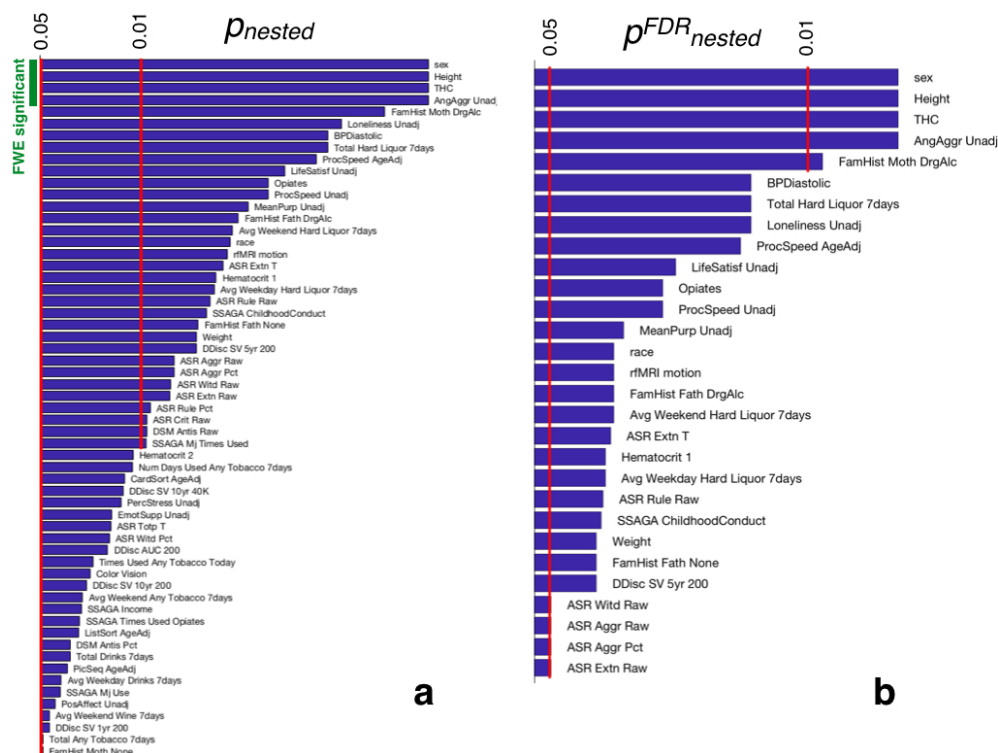 0.05
0.01
pnested
FWE significant
sex
Height
THC
AngAggr Unadj
FamHist Moth DrgAlc
Loneliness Unadj
BPDiastolic
Total Hard Liquor 7days
ProcSpeed AgeAdj
LifeSatisf Unadj
Opiates
ProcSpeed Unadj
MeanPurp Unadj
FamHist Fath DrgAlc
Avg Weekend Hard Liquor 7days
race
rfMRI motion
ASR Extn T
Hematocrit 1
Avg Weekday Hard Liquor 7days
ASR Rule Raw
SSAGA ChildhoodConduct
FamHist Fath None
Weight
DDisc SV 5yr 200
ASR Aggr Raw
ASR Aggr Pct
ASR Witd Raw
ASR Extn Raw
ASR Rule Pct
ASR Crit Raw
DSM Antis Raw
SSAGA Mj Times Used
Hematocrit 2
Num Days Used Any Tobacco 7days
CardSort AgeAdj
DDisc SV 10yr 40K
PercStress Unadj
EmotSupp Unadj
ASR Totp T
ASR Witd Pct
DDisc AUC 200
Times Used Any Tobacco Today
Color Vision
DDisc SV 10yr 200
Avg Weekend Any Tobacco 7days
SSAGA Income
SSAGA Times Used Opiates
ListSort AgeAdj
DSM Antis Pct
Total Drinks 7days
PicSeq AgeAdj
Avg Weekday Drinks 7days
SSAGA Mj Use
PosAffect Unadj
Avg Weekend Wine 7days
DDisc SV 1yr 200
Total Any Tobacco 7days
FamHist Moth None
a
0.05
0.01
pFDRnested
sex
Height
THC
AngAggr Unadj
FamHist Moth DrgAlc
BPDiastolic
Total Hard Liquor 7days
Loneliness Unadj
ProcSpeed AgeAdj
LifeSatisf Unadj
Opiates
ProcSpeed Unadj
MeanPurp Unadj
race
rfMRI motion
FamHist Fath DrgAlc
Avg Weekend Hard Liquor 7days
ASR Extn T
Hematocrit 1
Avg Weekday Hard Liquor 7days
ASR Rule Raw
SSAGA ChildhoodConduct
Weight
FamHist Fath None
DDisc SV 5yr 200
ASR Witd Raw
ASR Aggr Raw
ASR Aggr Pct
ASR Extn Raw
b